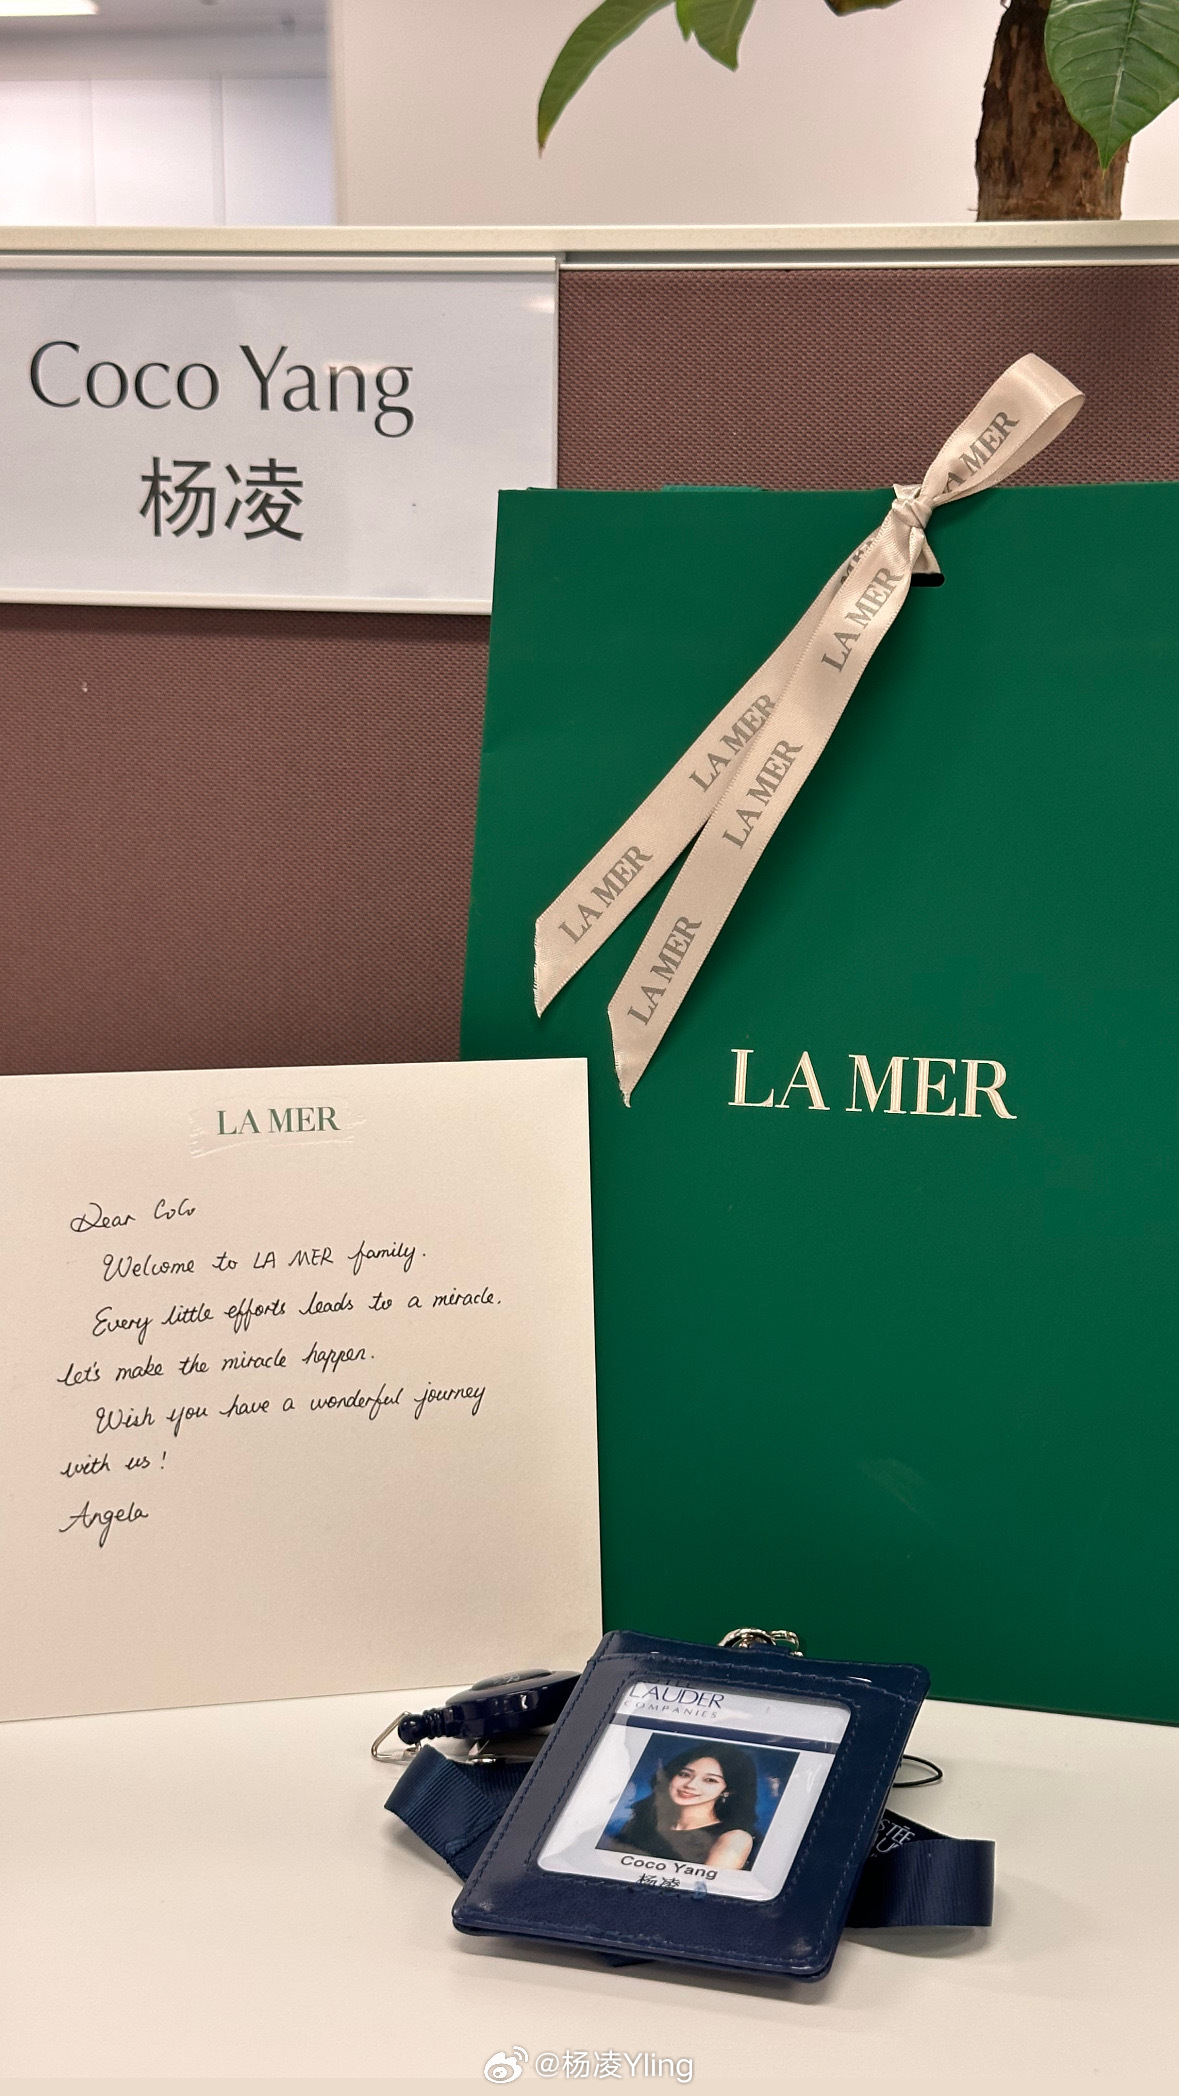 Coco Yang
杨凌
LA MER
LA MER
LA MER
LA MER
LA MER
LA MER
LA MER
LA MER
Dear CoCo
Welcome to LA MER family.
Every little efforts leads to a miracle.
Let's make the miracle happen.
Wish you have a wonderful journey
with us!
Angela
LAUDER
COMPANIES
Coco Yang
杨凌
@杨凌Yling